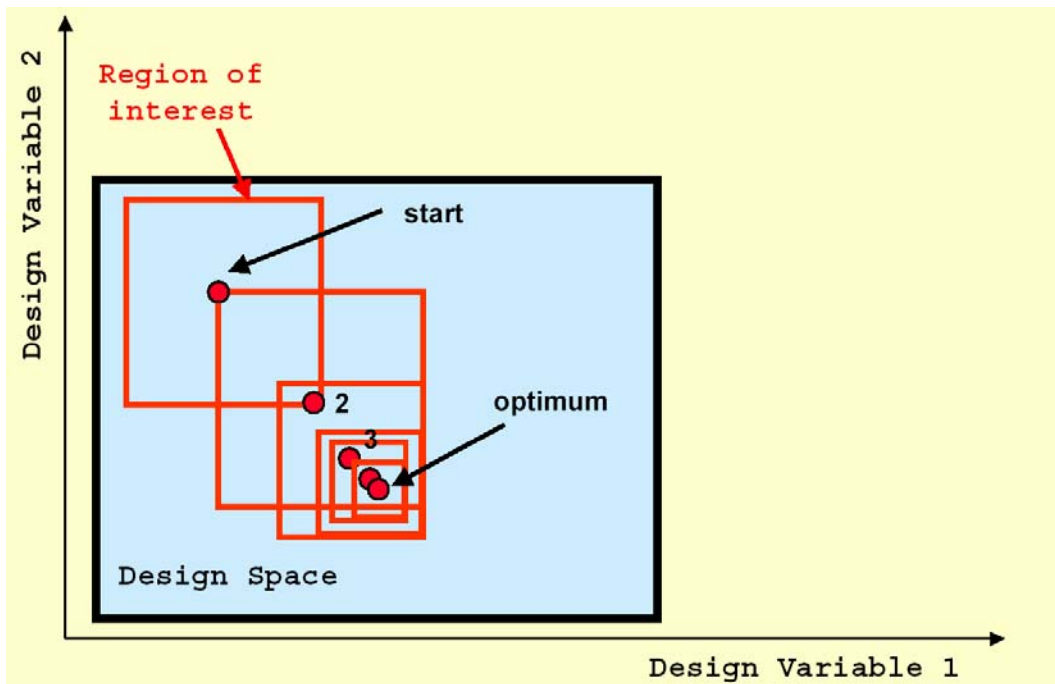 Design Variable 2
Region of
interest
start
2
optimum
3
Design Space
Design Variable 1